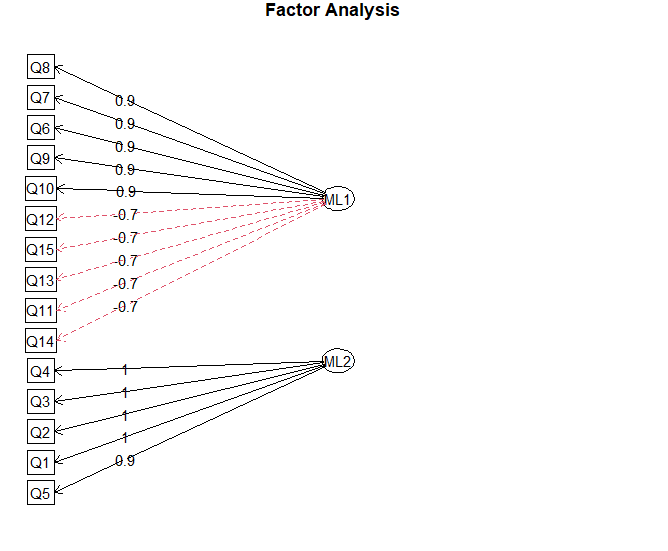 Factor Analysis
Q8
0.9
Q7
0.9
Q6
0.9
Q9
0.9
Q10
0.9
ML1
Q12
-0.7
Q15
-0.7
Q13
-0.7
Q11
-0.7
Q14
-0.7
Q4
1
ML2
Q3
1
Q2
1
Q1
1
Q5
0.9